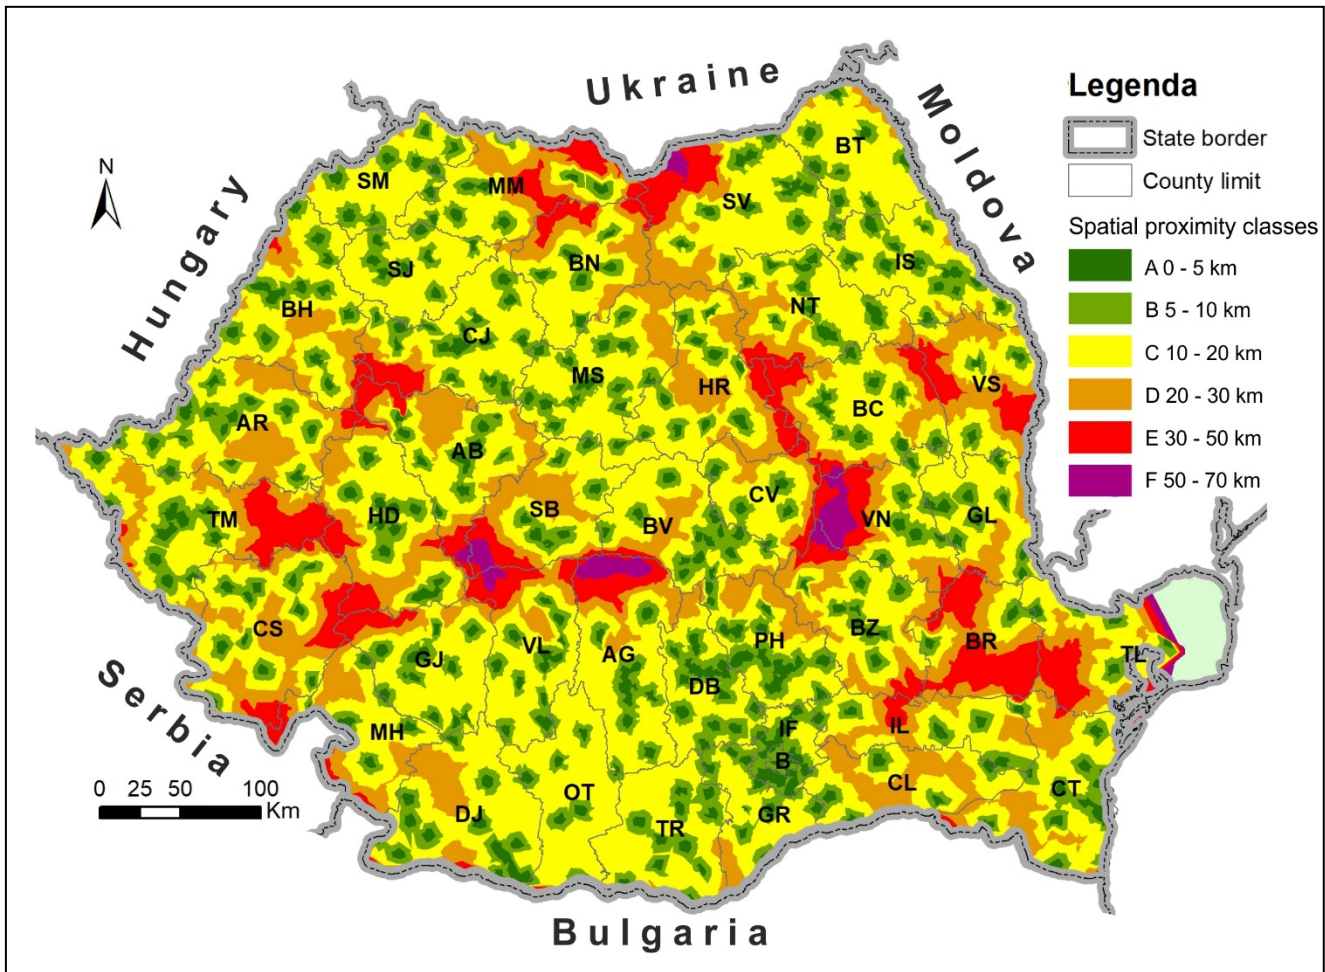 Ukraine
Moldova
Hungary
Serbia
Bulgaria
N
Legenda
State border
County limit
Spatial proximity classes
A 0 - 5 km
B 5 - 10 km
C 10 - 20 km
D 20 - 30 km
E 30 - 50 km
F 50 - 70 km
BT
SM
MM
SV
SJ
BN
IS
BH
NT
CJ
MS
HR
VS
BC
AR
AB
CV
SB
BV
TM
HD
VN
GL
CS
GJ
VL
AG
PH
BZ
BR
TL
DB
MH
IF
IL
B
CL
CT
DJ
OT
TR
GR
0 25 50 100
Km